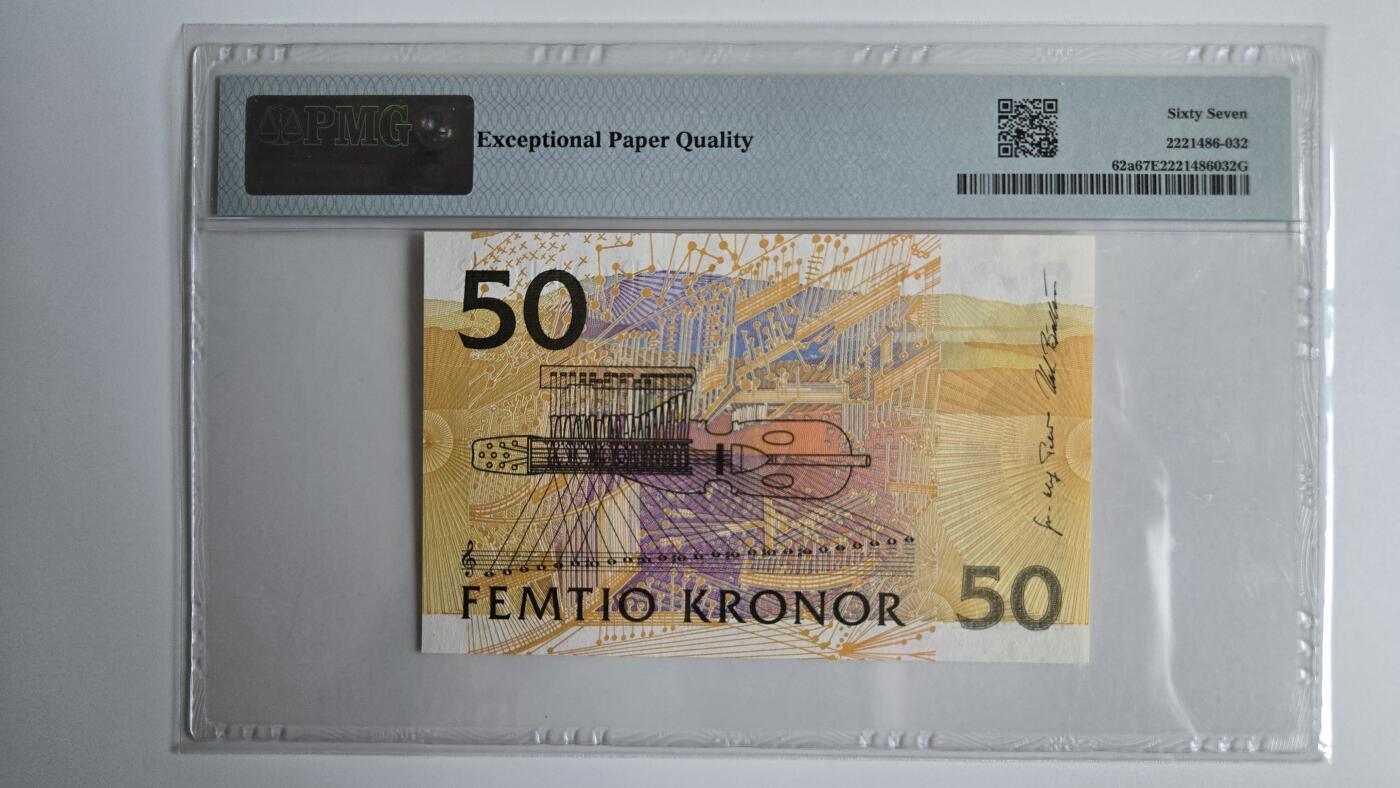 PMG
Exceptional Paper Quality
Sixty Seven
2221486-032
62a67E2221486032G
50
FEMTIO KRONOR
50